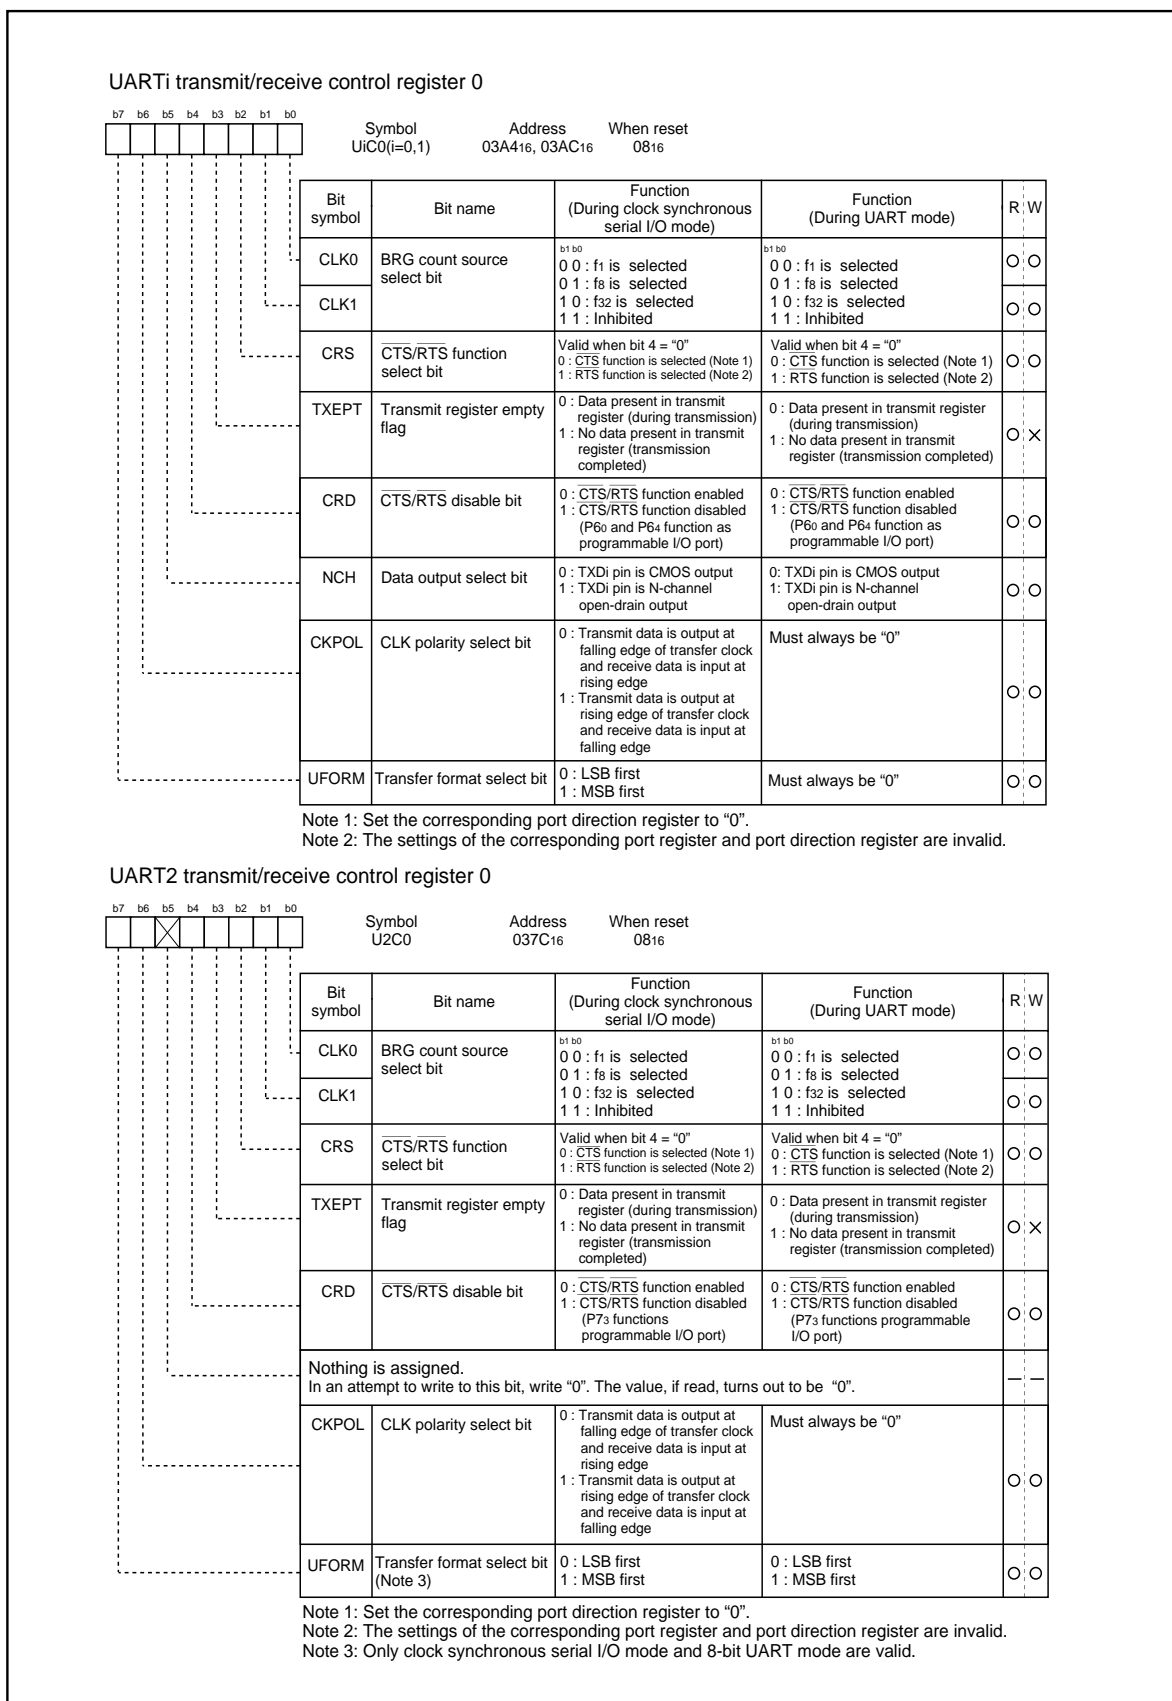 UARTi transmit/receive control register 0
b7 b6 b5 b4 b3 b2 b1 b0
Symbol Address When reset
UiC0(i=0,1) 03A416, 03AC16 0816
Bit symbol Bit name Function (During clock synchronous serial I/O mode) Function (During UART mode) R W
CLK0 BRG count source select bit
CLK1
b1 b0
0 0 : f1 is selected
0 1 : f8 is selected
1 0 : f32 is selected
1 1 : Inhibited
b1 b0
0 0 : f1 is selected
0 1 : f8 is selected
1 0 : f32 is selected
1 1 : Inhibited
CRS CTS/RTS function select bit
Valid when bit 4 = “0”
0 : CTS function is selected (Note 1)
1 : RTS function is selected (Note 2)
Valid when bit 4 = “0”
0 : CTS function is selected (Note 1)
1 : RTS function is selected (Note 2)
TXEPT Transmit register empty flag
0 : Data present in transmit
register (during transmission)
1 : No data present in transmit
register (transmission
completed)
0 : Data present in transmit register
(during transmission)
1 : No data present in transmit
register (transmission completed)
CRD CTS/RTS disable bit
0 : CTS/RTS function enabled
1 : CTS/RTS function disabled
(P60 and P64 function as
programmable I/O port)
0 : CTS/RTS function enabled
1 : CTS/RTS function disabled
(P60 and P64 function as
programmable I/O port)
NCH Data output select bit
0 : TXDi pin is CMOS output
1 : TXDi pin is N-channel
open-drain output
0: TXDi pin is CMOS output
1: TXDi pin is N-channel
open-drain output
CKPOL CLK polarity select bit
0 : Transmit data is output at
falling edge of transfer clock
and receive data is input at
rising edge
1 : Transmit data is output at
rising edge of transfer clock
and receive data is input at
falling edge
Must always be “0”
UFORM Transfer format select bit
0 : LSB first
1 : MSB first
Must always be “0”
Note 1: Set the corresponding port direction register to “0”.
Note 2: The settings of the corresponding port register and port direction register are invalid.
UART2 transmit/receive control register 0
b7 b6 b5 b4 b3 b2 b1 b0
Symbol Address When reset
U2C0 037C16 0816
Bit symbol Bit name Function (During clock synchronous serial I/O mode) Function (During UART mode) R W
CLK0 BRG count source select bit
CLK1
b1 b0
0 0 : f1 is selected
0 1 : f8 is selected
1 0 : f32 is selected
1 1 : Inhibited
b1 b0
0 0 : f1 is selected
0 1 : f8 is selected
1 0 : f32 is selected
1 1 : Inhibited
CRS CTS/RTS function select bit
Valid when bit 4 = “0”
0 : CTS function is selected (Note 1)
1 : RTS function is selected (Note 2)
Valid when bit 4 = “0”
0 : CTS function is selected (Note 1)
1 : RTS function is selected (Note 2)
TXEPT Transmit register empty flag
0 : Data present in transmit
register (during transmission)
1 : No data present in transmit
register (transmission
completed)
0 : Data present in transmit register
(during transmission)
1 : No data present in transmit
register (transmission completed)
CRD CTS/RTS disable bit
0 : CTS/RTS function enabled
1 : CTS/RTS function disabled
(P73 functions
programmable I/O port)
0 : CTS/RTS function enabled
1 : CTS/RTS function disabled
(P73 functions programmable
I/O port)
Nothing is assigned.
In an attempt to write to this bit, write “0”. The value, if read, turns out to be “0”.
CKPOL CLK polarity select bit
0 : Transmit data is output at
falling edge of transfer clock
and receive data is input at
rising edge
1 : Transmit data is output at
rising edge of transfer clock
and receive data is input at
falling edge
Must always be “0”
UFORM Transfer format select bit (Note 3)
0 : LSB first
1 : MSB first
0 : LSB first
1 : MSB first
Note 1: Set the corresponding port direction register to “0”.
Note 2: The settings of the corresponding port register and port direction register are invalid.
Note 3: Only clock synchronous serial I/O mode and 8-bit UART mode are valid.